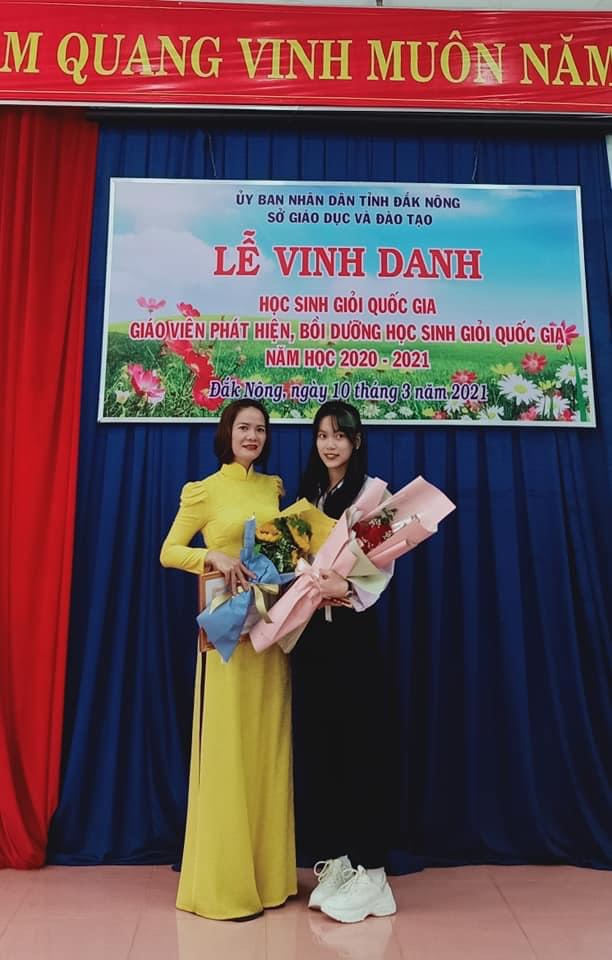 M QUANG VINH MUÔN NĂM
ỦY BAN NHÂN DÂN TỈNH ĐẮK NÔNG
SỞ GIÁO DỤC VÀ ĐÀO TẠO
LỄ VINH DANH
HỌC SINH GIỎI QUỐC GIA
GIÁO VIÊN PHÁT HIỆN, BỒI DƯỠNG HỌC SINH GIỎI QUỐC GIA
NĂM HỌC 2020 - 2021
Đắk Nông, ngày 10 tháng 3 năm 2021